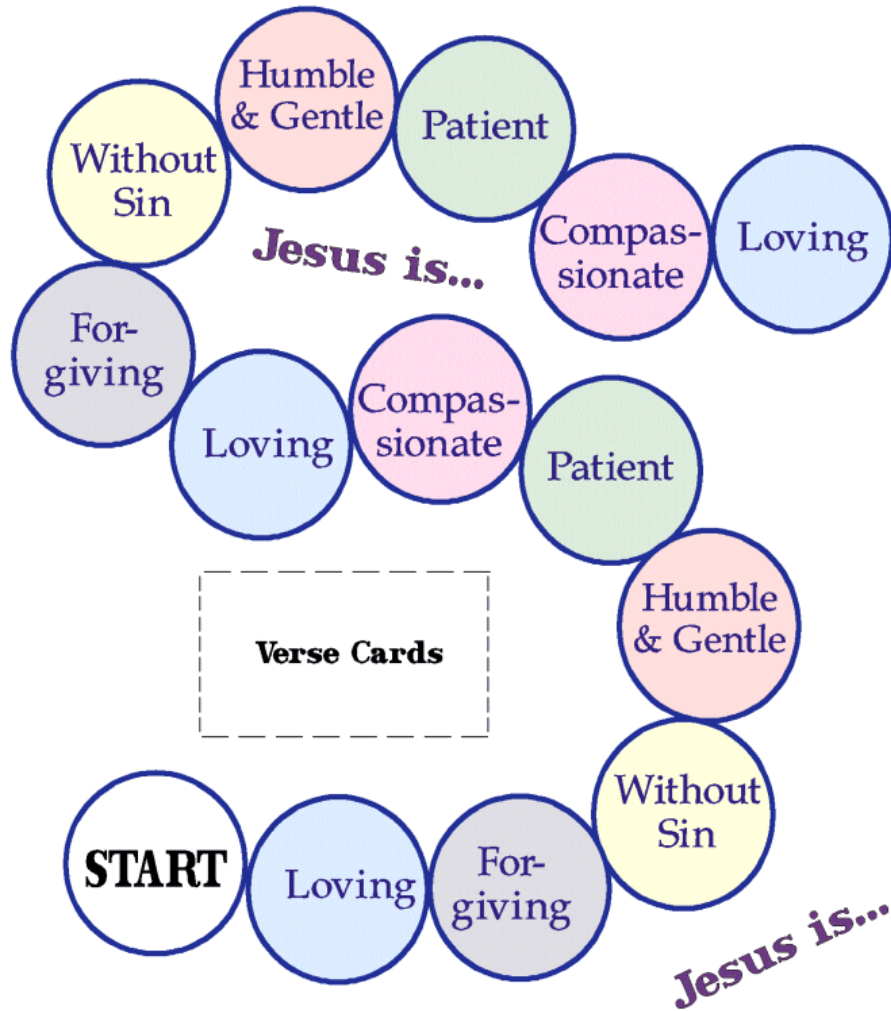 Humble
& Gentle
Patient
Without
Sin
Compas-
sionate
Loving
Jesus is...
For-
giving
Loving
Compas-
sionate
Patient
Humble
& Gentle
Verse Cards
Without
Sin
START
Loving
For-
giving
Jesus is...